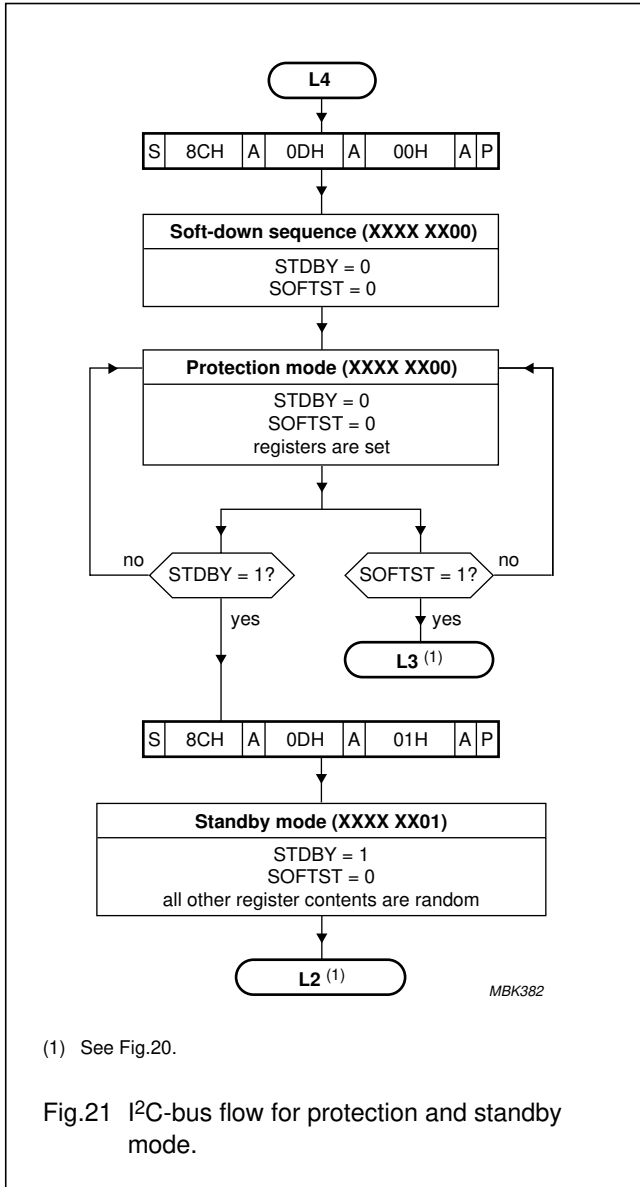 L4
S 8CH A 0DH A 00H A P
Soft-down sequence (XXXX XX00)
STDBY = 0
SOFTST = 0
Protection mode (XXXX XX00)
STDBY = 0
SOFTST = 0
registers are set
no STDBY = 1? SOFTST = 1? no
yes yes
L3 (1)
S 8CH A 0DH A 01H A P
Standby mode (XXXX XX01)
STDBY = 1
SOFTST = 0
all other register contents are random
L2 (1)
MBK382
(1) See Fig.20.
Fig.21 I²C-bus flow for protection and standby
mode.